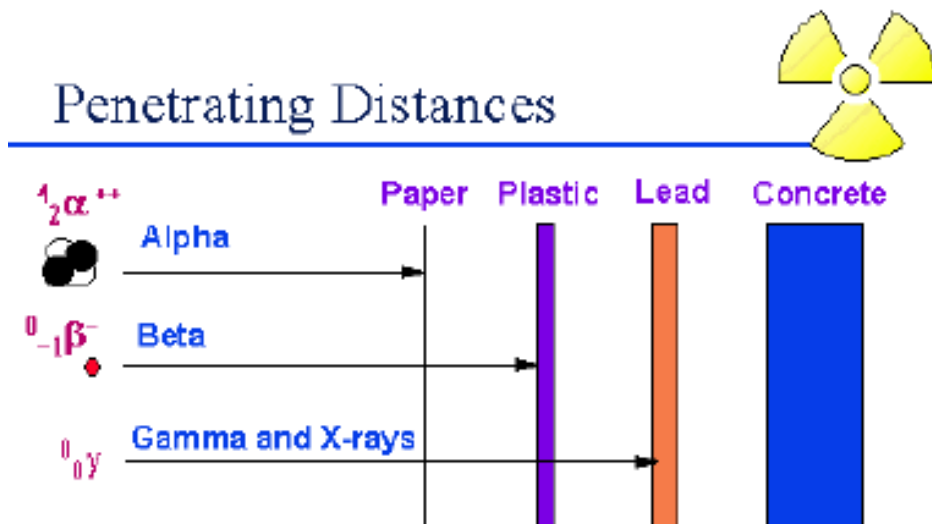 Penetrating Distances
Paper Plastic Lead Concrete
⁴₂α⁺⁺
Alpha
⁰₋₁β⁻
Beta
⁰₀γ
Gamma and X-rays